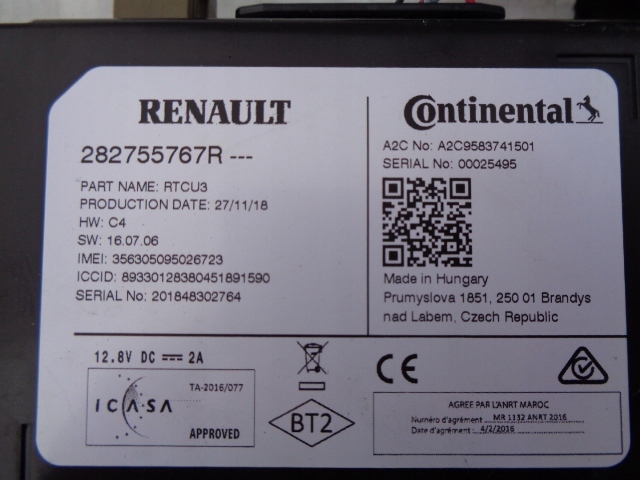 RENAULT
282755767R ---
PART NAME: RTCU3
PRODUCTION DATE: 27/11/18
HW: C4
SW: 16.07.06
IMEI: 356305095026723
ICCID: 89330128380451891590
SERIAL No: 201848302764
Continental
A2C No: A2C9583741501
SERIAL No: 00025495
Made in Hungary
Prumyslova 1851, 250 01 Brandys
nad Labem, Czech Republic
12.8V DC 2A
TA-2016/077
ICASA
APPROVED
BT2
CE
AGREE PAR L'ANRT MAROC
Numéro d'agrément : MR 1132 ANRT 2016
Date d'agrément : 4/2/2016